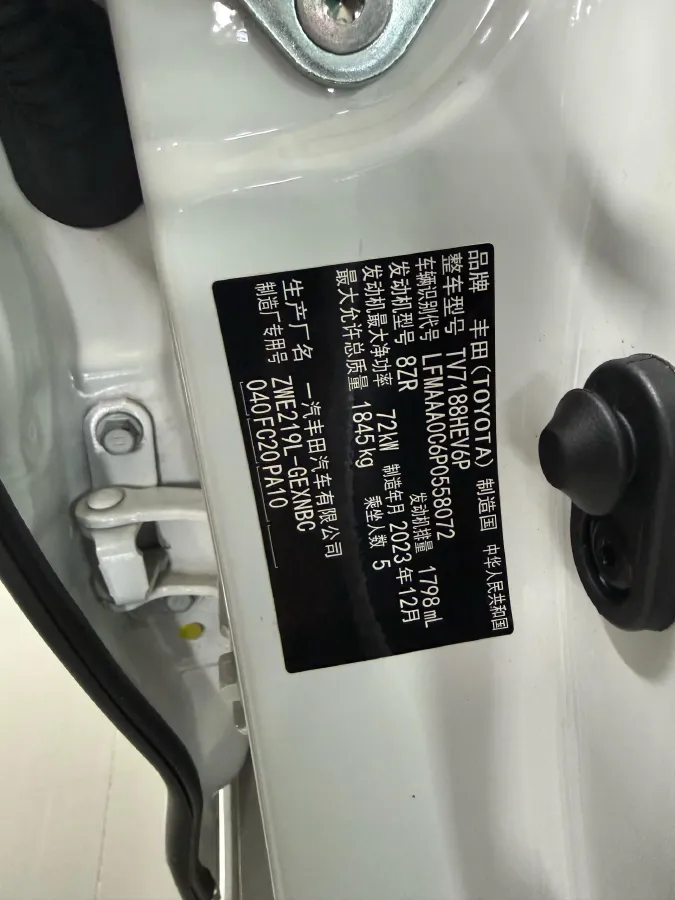 品牌 丰田(TOYOTA) 制造国 中华人民共和国
整车型号 TV7188HEV6P
车辆识别代号 LFMAAA0C6P0558072
发动机型号 8ZR 发动机排量 1798 mL
发动机最大净功率 72kW 制造年月 2023年12月
最大允许总质量 1845kg 乘坐人数 5
生产厂名 一汽丰田汽车有限公司
制造厂专用号 ZWE219L-GEXNBC
040FC20PA10